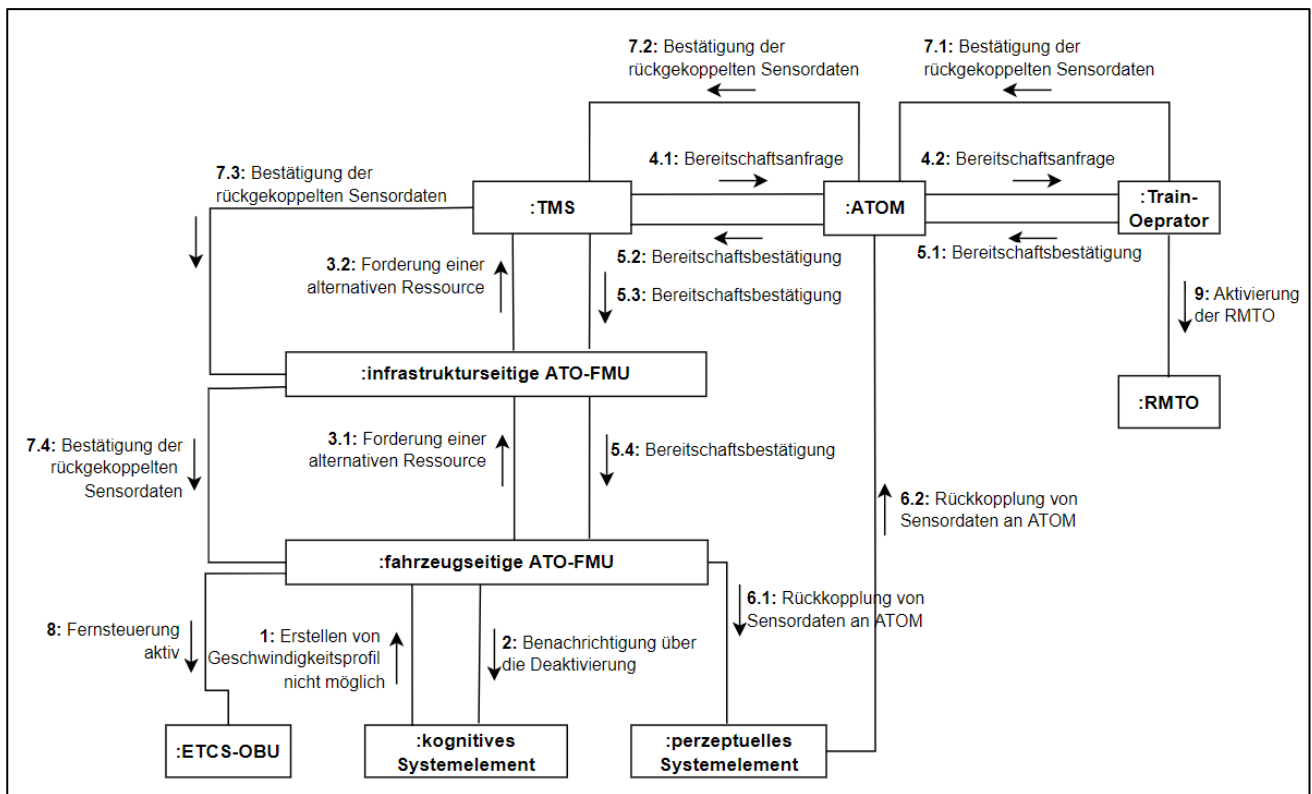 7.2: Bestätigung der
rückgekoppelten Sensordaten
7.1: Bestätigung der
rückgekoppelten Sensordaten
4.1: Bereitschaftsanfrage
4.2: Bereitschaftsanfrage
7.3: Bestätigung der
rückgekoppelten Sensordaten
:TMS
:ATOM
:Train-
Oeprator
3.2: Forderung einer
alternativen Ressource
5.2: Bereitschaftsbestätigung
5.1: Bereitschaftsbestätigung
5.3: Bereitschaftsbestätigung
9: Aktivierung
der RMTO
:infrastrukturseitige ATO-FMU
:RMTO
7.4: Bestätigung der
rückgekoppelten
Sensordaten
3.1: Forderung einer
alternativen Ressource
5.4: Bereitschaftsbestätigung
6.2: Rückkopplung von
Sensordaten an ATOM
:fahrzeugseitige ATO-FMU
6.1: Rückkopplung von
Sensordaten an ATOM
8: Fernsteuerung
aktiv
1: Erstellen von
Geschwindigkeitsprofil
nicht möglich
2: Benachrichtigung über
die Deaktivierung
:ETCS-OBU
:kognitives
Systemelement
:perzeptuelles
Systemelement